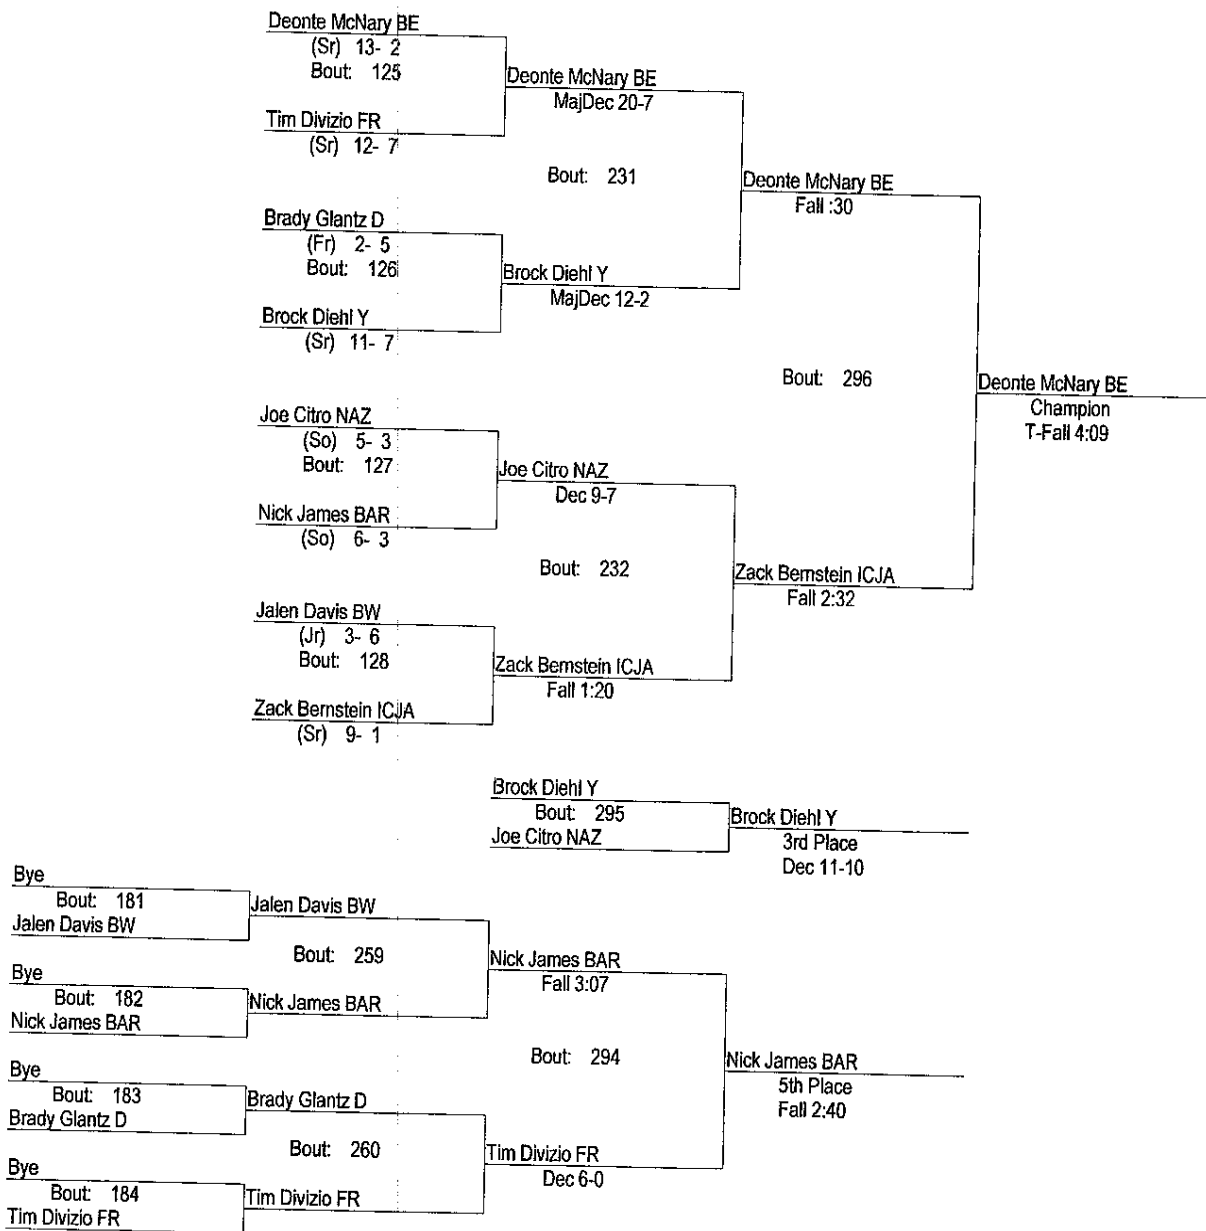 Deonte McNary BE
(Sr) 13- 2
Bout: 125
Tim Divizio FR
(Sr) 12- 7
Deonte McNary BE
MajDec 20-7
Bout: 231
Brady Glantz D
(Fr) 2- 5
Bout: 126
Brock Diehl Y
(Sr) 11- 7
Brock Diehl Y
MajDec 12-2
Deonte McNary BE
Fall :30
Bout: 296
Joe Citro NAZ
(So) 5- 3
Bout: 127
Nick James BAR
(So) 6- 3
Joe Citro NAZ
Dec 9-7
Bout: 232
Jalen Davis BW
(Jr) 3- 6
Bout: 128
Zack Bernstein ICJA
(Sr) 9- 1
Zack Bernstein ICJA
Fall 1:20
Zack Bernstein ICJA
Fall 2:32
Deonte McNary BE
Champion
T-Fall 4:09
Brock Diehl Y
Bout: 295
Joe Citro NAZ
Brock Diehl Y
3rd Place
Dec 11-10
Bye
Bout: 181
Jalen Davis BW
Jalen Davis BW
Bout: 259
Bye
Bout: 182
Nick James BAR
Nick James BAR
Nick James BAR
Fall 3:07
Bout: 294
Bye
Bout: 183
Brady Glantz D
Brady Glantz D
Bout: 260
Bye
Bout: 184
Tim Divizio FR
Tim Divizio FR
Tim Divizio FR
Dec 6-0
Nick James BAR
5th Place
Fall 2:40